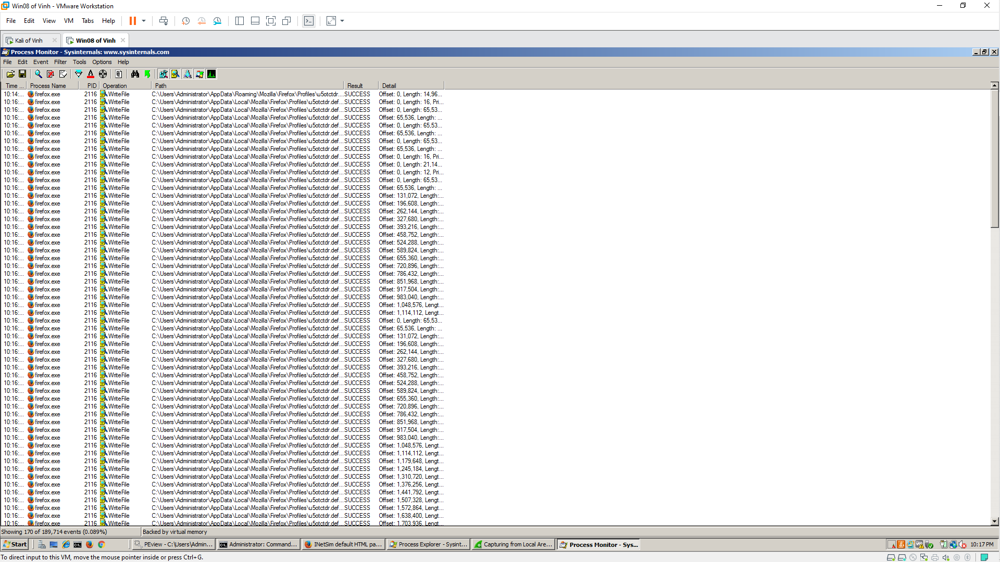 Win08 of Vinh - VMware Workstation
File Edit View VM Tabs Help
Kali of Vinh Win08 of Vinh
Process Monitor - Sysinternals: www.sysinternals.com
File Edit Event Filter Tools Options Help
Time ... Process Name PID Operation Path Result Detail
10:14:... firefox.exe 2116 WriteFile C:\Users\Administrator\AppData\Roaming\Mozilla\Firefox\Profiles\u5otctdr.... SUCCESS Offset: 0, Length: 14,96...
10:16:... firefox.exe 2116 WriteFile C:\Users\Administrator\AppData\Local\Mozilla\Firefox\Profiles\u5otctdr.def... SUCCESS Offset: 0, Length: 16, Pri...
10:16:... firefox.exe 2116 WriteFile C:\Users\Administrator\AppData\Local\Mozilla\Firefox\Profiles\u5otctdr.def... SUCCESS Offset: 0, Length: 65,53...
10:16:... firefox.exe 2116 WriteFile C:\Users\Administrator\AppData\Local\Mozilla\Firefox\Profiles\u5otctdr.def... SUCCESS Offset: 65,536, Length: ...
10:16:... firefox.exe 2116 WriteFile C:\Users\Administrator\AppData\Local\Mozilla\Firefox\Profiles\u5otctdr.def... SUCCESS Offset: 0, Length: 65,53...
10:16:... firefox.exe 2116 WriteFile C:\Users\Administrator\AppData\Local\Mozilla\Firefox\Profiles\u5otctdr.def... SUCCESS Offset: 65,536, Length: ...
10:16:... firefox.exe 2116 WriteFile C:\Users\Administrator\AppData\Local\Mozilla\Firefox\Profiles\u5otctdr.def... SUCCESS Offset: 0, Length: 65,53...
10:16:... firefox.exe 2116 WriteFile C:\Users\Administrator\AppData\Local\Mozilla\Firefox\Profiles\u5otctdr.def... SUCCESS Offset: 65,536, Length: ...
10:16:... firefox.exe 2116 WriteFile C:\Users\Administrator\AppData\Local\Mozilla\Firefox\Profiles\u5otctdr.def... SUCCESS Offset: 0, Length: 16, Pri...
10:16:... firefox.exe 2116 WriteFile C:\Users\Administrator\AppData\Local\Mozilla\Firefox\Profiles\u5otctdr.def... SUCCESS Offset: 0, Length: 21,14...
10:16:... firefox.exe 2116 WriteFile C:\Users\Administrator\AppData\Local\Mozilla\Firefox\Profiles\u5otctdr.def... SUCCESS Offset: 0, Length: 12, Pri...
10:16:... firefox.exe 2116 WriteFile C:\Users\Administrator\AppData\Local\Mozilla\Firefox\Profiles\u5otctdr.def... SUCCESS Offset: 0, Length: 65,53...
10:16:... firefox.exe 2116 WriteFile C:\Users\Administrator\AppData\Local\Mozilla\Firefox\Profiles\u5otctdr.def... SUCCESS Offset: 65,536, Length: ...
10:16:... firefox.exe 2116 WriteFile C:\Users\Administrator\AppData\Local\Mozilla\Firefox\Profiles\u5otctdr.def... SUCCESS Offset: 131,072, Length:...
10:16:... firefox.exe 2116 WriteFile C:\Users\Administrator\AppData\Local\Mozilla\Firefox\Profiles\u5otctdr.def... SUCCESS Offset: 196,608, Length:...
10:16:... firefox.exe 2116 WriteFile C:\Users\Administrator\AppData\Local\Mozilla\Firefox\Profiles\u5otctdr.def... SUCCESS Offset: 262,144, Length:...
10:16:... firefox.exe 2116 WriteFile C:\Users\Administrator\AppData\Local\Mozilla\Firefox\Profiles\u5otctdr.def... SUCCESS Offset: 327,680, Length:...
10:16:... firefox.exe 2116 WriteFile C:\Users\Administrator\AppData\Local\Mozilla\Firefox\Profiles\u5otctdr.def... SUCCESS Offset: 393,216, Length:...
10:16:... firefox.exe 2116 WriteFile C:\Users\Administrator\AppData\Local\Mozilla\Firefox\Profiles\u5otctdr.def... SUCCESS Offset: 458,752, Length:...
10:16:... firefox.exe 2116 WriteFile C:\Users\Administrator\AppData\Local\Mozilla\Firefox\Profiles\u5otctdr.def... SUCCESS Offset: 524,288, Length:...
10:16:... firefox.exe 2116 WriteFile C:\Users\Administrator\AppData\Local\Mozilla\Firefox\Profiles\u5otctdr.def... SUCCESS Offset: 589,824, Length:...
10:16:... firefox.exe 2116 WriteFile C:\Users\Administrator\AppData\Local\Mozilla\Firefox\Profiles\u5otctdr.def... SUCCESS Offset: 655,360, Length:...
10:16:... firefox.exe 2116 WriteFile C:\Users\Administrator\AppData\Local\Mozilla\Firefox\Profiles\u5otctdr.def... SUCCESS Offset: 720,896, Length:...
10:16:... firefox.exe 2116 WriteFile C:\Users\Administrator\AppData\Local\Mozilla\Firefox\Profiles\u5otctdr.def... SUCCESS Offset: 786,432, Length:...
10:16:... firefox.exe 2116 WriteFile C:\Users\Administrator\AppData\Local\Mozilla\Firefox\Profiles\u5otctdr.def... SUCCESS Offset: 851,968, Length:...
10:16:... firefox.exe 2116 WriteFile C:\Users\Administrator\AppData\Local\Mozilla\Firefox\Profiles\u5otctdr.def... SUCCESS Offset: 917,504, Length:...
10:16:... firefox.exe 2116 WriteFile C:\Users\Administrator\AppData\Local\Mozilla\Firefox\Profiles\u5otctdr.def... SUCCESS Offset: 983,040, Length:...
10:16:... firefox.exe 2116 WriteFile C:\Users\Administrator\AppData\Local\Mozilla\Firefox\Profiles\u5otctdr.def... SUCCESS Offset: 1,048,576, Lengt...
10:16:... firefox.exe 2116 WriteFile C:\Users\Administrator\AppData\Local\Mozilla\Firefox\Profiles\u5otctdr.def... SUCCESS Offset: 1,114,112, Lengt...
10:16:... firefox.exe 2116 WriteFile C:\Users\Administrator\AppData\Local\Mozilla\Firefox\Profiles\u5otctdr.def... SUCCESS Offset: 0, Length: 65,53...
10:16:... firefox.exe 2116 WriteFile C:\Users\Administrator\AppData\Local\Mozilla\Firefox\Profiles\u5otctdr.def... SUCCESS Offset: 65,536, Length: ...
10:16:... firefox.exe 2116 WriteFile C:\Users\Administrator\AppData\Local\Mozilla\Firefox\Profiles\u5otctdr.def... SUCCESS Offset: 131,072, Length:...
10:16:... firefox.exe 2116 WriteFile C:\Users\Administrator\AppData\Local\Mozilla\Firefox\Profiles\u5otctdr.def... SUCCESS Offset: 196,608, Length:...
10:16:... firefox.exe 2116 WriteFile C:\Users\Administrator\AppData\Local\Mozilla\Firefox\Profiles\u5otctdr.def... SUCCESS Offset: 262,144, Length:...
10:16:... firefox.exe 2116 WriteFile C:\Users\Administrator\AppData\Local\Mozilla\Firefox\Profiles\u5otctdr.def... SUCCESS Offset: 327,680, Length:...
10:16:... firefox.exe 2116 WriteFile C:\Users\Administrator\AppData\Local\Mozilla\Firefox\Profiles\u5otctdr.def... SUCCESS Offset: 393,216, Length:...
10:16:... firefox.exe 2116 WriteFile C:\Users\Administrator\AppData\Local\Mozilla\Firefox\Profiles\u5otctdr.def... SUCCESS Offset: 458,752, Length:...
10:16:... firefox.exe 2116 WriteFile C:\Users\Administrator\AppData\Local\Mozilla\Firefox\Profiles\u5otctdr.def... SUCCESS Offset: 524,288, Length:...
10:16:... firefox.exe 2116 WriteFile C:\Users\Administrator\AppData\Local\Mozilla\Firefox\Profiles\u5otctdr.def... SUCCESS Offset: 589,824, Length:...
10:16:... firefox.exe 2116 WriteFile C:\Users\Administrator\AppData\Local\Mozilla\Firefox\Profiles\u5otctdr.def... SUCCESS Offset: 655,360, Length:...
10:16:... firefox.exe 2116 WriteFile C:\Users\Administrator\AppData\Local\Mozilla\Firefox\Profiles\u5otctdr.def... SUCCESS Offset: 720,896, Length:...
10:16:... firefox.exe 2116 WriteFile C:\Users\Administrator\AppData\Local\Mozilla\Firefox\Profiles\u5otctdr.def... SUCCESS Offset: 786,432, Length:...
10:16:... firefox.exe 2116 WriteFile C:\Users\Administrator\AppData\Local\Mozilla\Firefox\Profiles\u5otctdr.def... SUCCESS Offset: 851,968, Length:...
10:16:... firefox.exe 2116 WriteFile C:\Users\Administrator\AppData\Local\Mozilla\Firefox\Profiles\u5otctdr.def... SUCCESS Offset: 917,504, Length:...
10:16:... firefox.exe 2116 WriteFile C:\Users\Administrator\AppData\Local\Mozilla\Firefox\Profiles\u5otctdr.def... SUCCESS Offset: 983,040, Length:...
10:16:... firefox.exe 2116 WriteFile C:\Users\Administrator\AppData\Local\Mozilla\Firefox\Profiles\u5otctdr.def... SUCCESS Offset: 1,048,576, Lengt...
10:16:... firefox.exe 2116 WriteFile C:\Users\Administrator\AppData\Local\Mozilla\Firefox\Profiles\u5otctdr.def... SUCCESS Offset: 1,114,112, Lengt...
10:16:... firefox.exe 2116 WriteFile C:\Users\Administrator\AppData\Local\Mozilla\Firefox\Profiles\u5otctdr.def... SUCCESS Offset: 1,179,648, Lengt...
10:16:... firefox.exe 2116 WriteFile C:\Users\Administrator\AppData\Local\Mozilla\Firefox\Profiles\u5otctdr.def... SUCCESS Offset: 1,245,184, Lengt...
10:16:... firefox.exe 2116 WriteFile C:\Users\Administrator\AppData\Local\Mozilla\Firefox\Profiles\u5otctdr.def... SUCCESS Offset: 1,310,720, Lengt...
10:16:... firefox.exe 2116 WriteFile C:\Users\Administrator\AppData\Local\Mozilla\Firefox\Profiles\u5otctdr.def... SUCCESS Offset: 1,376,256, Lengt...
10:16:... firefox.exe 2116 WriteFile C:\Users\Administrator\AppData\Local\Mozilla\Firefox\Profiles\u5otctdr.def... SUCCESS Offset: 1,441,792, Lengt...
10:16:... firefox.exe 2116 WriteFile C:\Users\Administrator\AppData\Local\Mozilla\Firefox\Profiles\u5otctdr.def... SUCCESS Offset: 1,507,328, Lengt...
10:16:... firefox.exe 2116 WriteFile C:\Users\Administrator\AppData\Local\Mozilla\Firefox\Profiles\u5otctdr.def... SUCCESS Offset: 1,572,864, Lengt...
10:16:... firefox.exe 2116 WriteFile C:\Users\Administrator\AppData\Local\Mozilla\Firefox\Profiles\u5otctdr.def... SUCCESS Offset: 1,638,400, Lengt...
10:16:... firefox.exe 2116 WriteFile C:\Users\Administrator\AppData\Local\Mozilla\Firefox\Profiles\u5otctdr.def... SUCCESS Offset: 1,703,936, Lengt...
Showing 170 of 189,714 events (0.089%) Backed by virtual memory
Start PEview - C:\Users\Admin... Administrator: Command... INetSim default HTML pa... Process Explorer - Sysint... Capturing from Local Are... Process Monitor - Sys... 10:17 PM
To direct input to this VM, move the mouse pointer inside or press Ctrl+G.